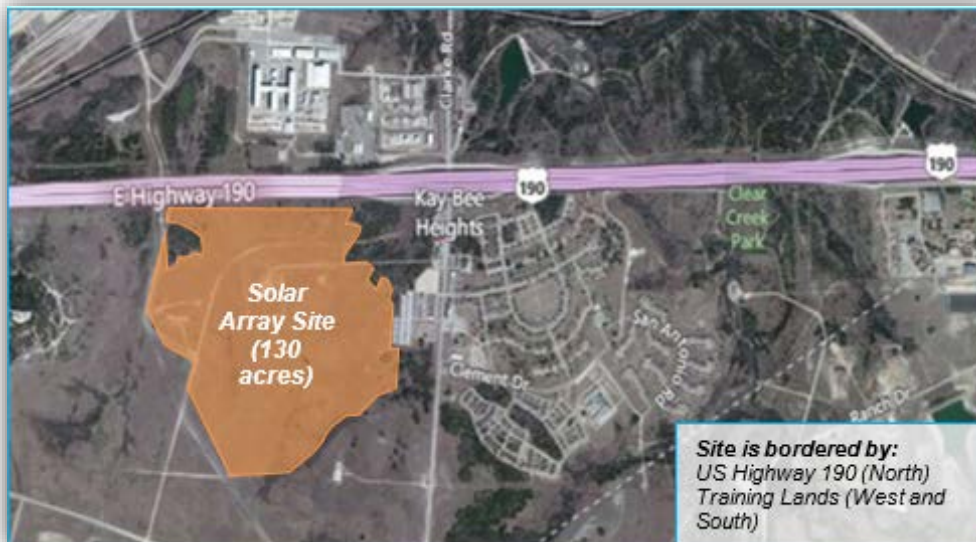 Clarke Rd
190
E Highway 190
190
Kay Bee
Heights
Clear
Creek
Park
Solar
Array Site
(130
acres)
San Antonio Rd
Clement Dr
Ranch Dr
Site is bordered by:
US Highway 190 (North)
Training Lands (West and
South)